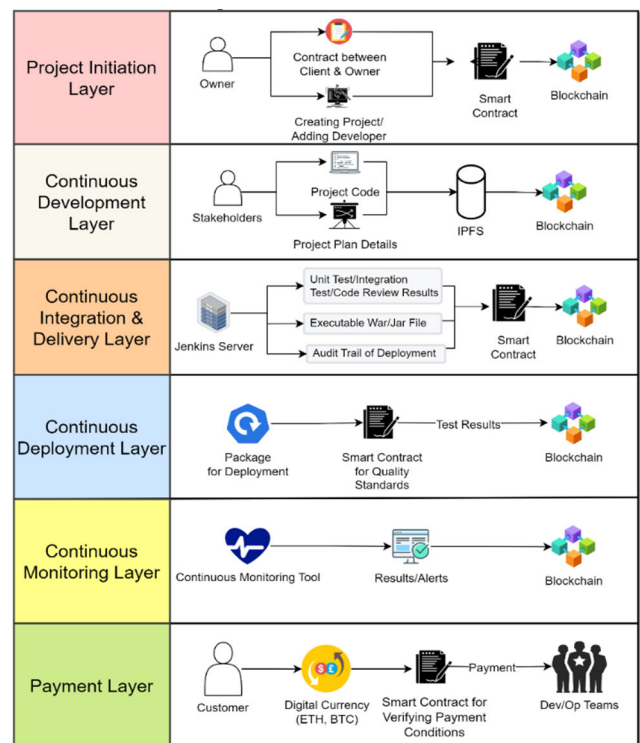 Project Initiation
Layer
Owner
Contract between
Client & Owner
Creating Project/
Adding Developer
Smart
Contract
Blockchain
Continuous
Development
Layer
Stakeholders
Project Code
Project Plan Details
IPFS
Blockchain
Continuous
Integration &
Delivery Layer
Jenkins Server
Unit Test/Integration
Test/Code Review Results
Executable War/Jar File
Audit Trail of Deployment
Smart
Contract
Blockchain
Continuous
Deployment Layer
Package
for Deployment
Smart Contract
for Quality
Standards
Test Results
Blockchain
Continuous
Monitoring Layer
Continuous Monitoring Tool
Results/Alerts
Blockchain
Payment Layer
Customer
$ £
Digital Currency
(ETH, BTC)
Smart Contract for
Verifying Payment
Conditions
Payment
Dev/Op Teams